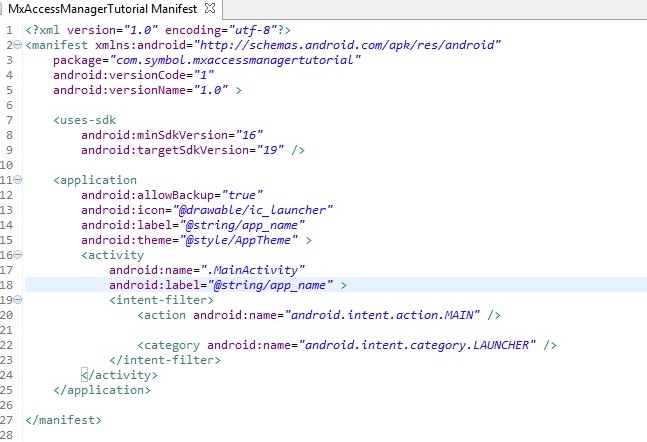 MxAccessManagerTutorial Manifest
1 <?xml version="1.0" encoding="utf-8"?>
2 <manifest xmlns:android="http://schemas.android.com/apk/res/android"
3     package="com.symbol.mxaccessmanagertutorial"
4     android:versionCode="1"
5     android:versionName="1.0" >
6
7     <uses-sdk
8         android:minSdkVersion="16"
9         android:targetSdkVersion="19" />
10
11     <application
12         android:allowBackup="true"
13         android:icon="@drawable/ic_launcher"
14         android:label="@string/app_name"
15         android:theme="@style/AppTheme" >
16         <activity
17             android:name=".MainActivity"
18             android:label="@string/app_name" >
19             <intent-filter>
20                 <action android:name="android.intent.action.MAIN" />
21
22                 <category android:name="android.intent.category.LAUNCHER" />
23             </intent-filter>
24         </activity>
25     </application>
26
27 </manifest>
28